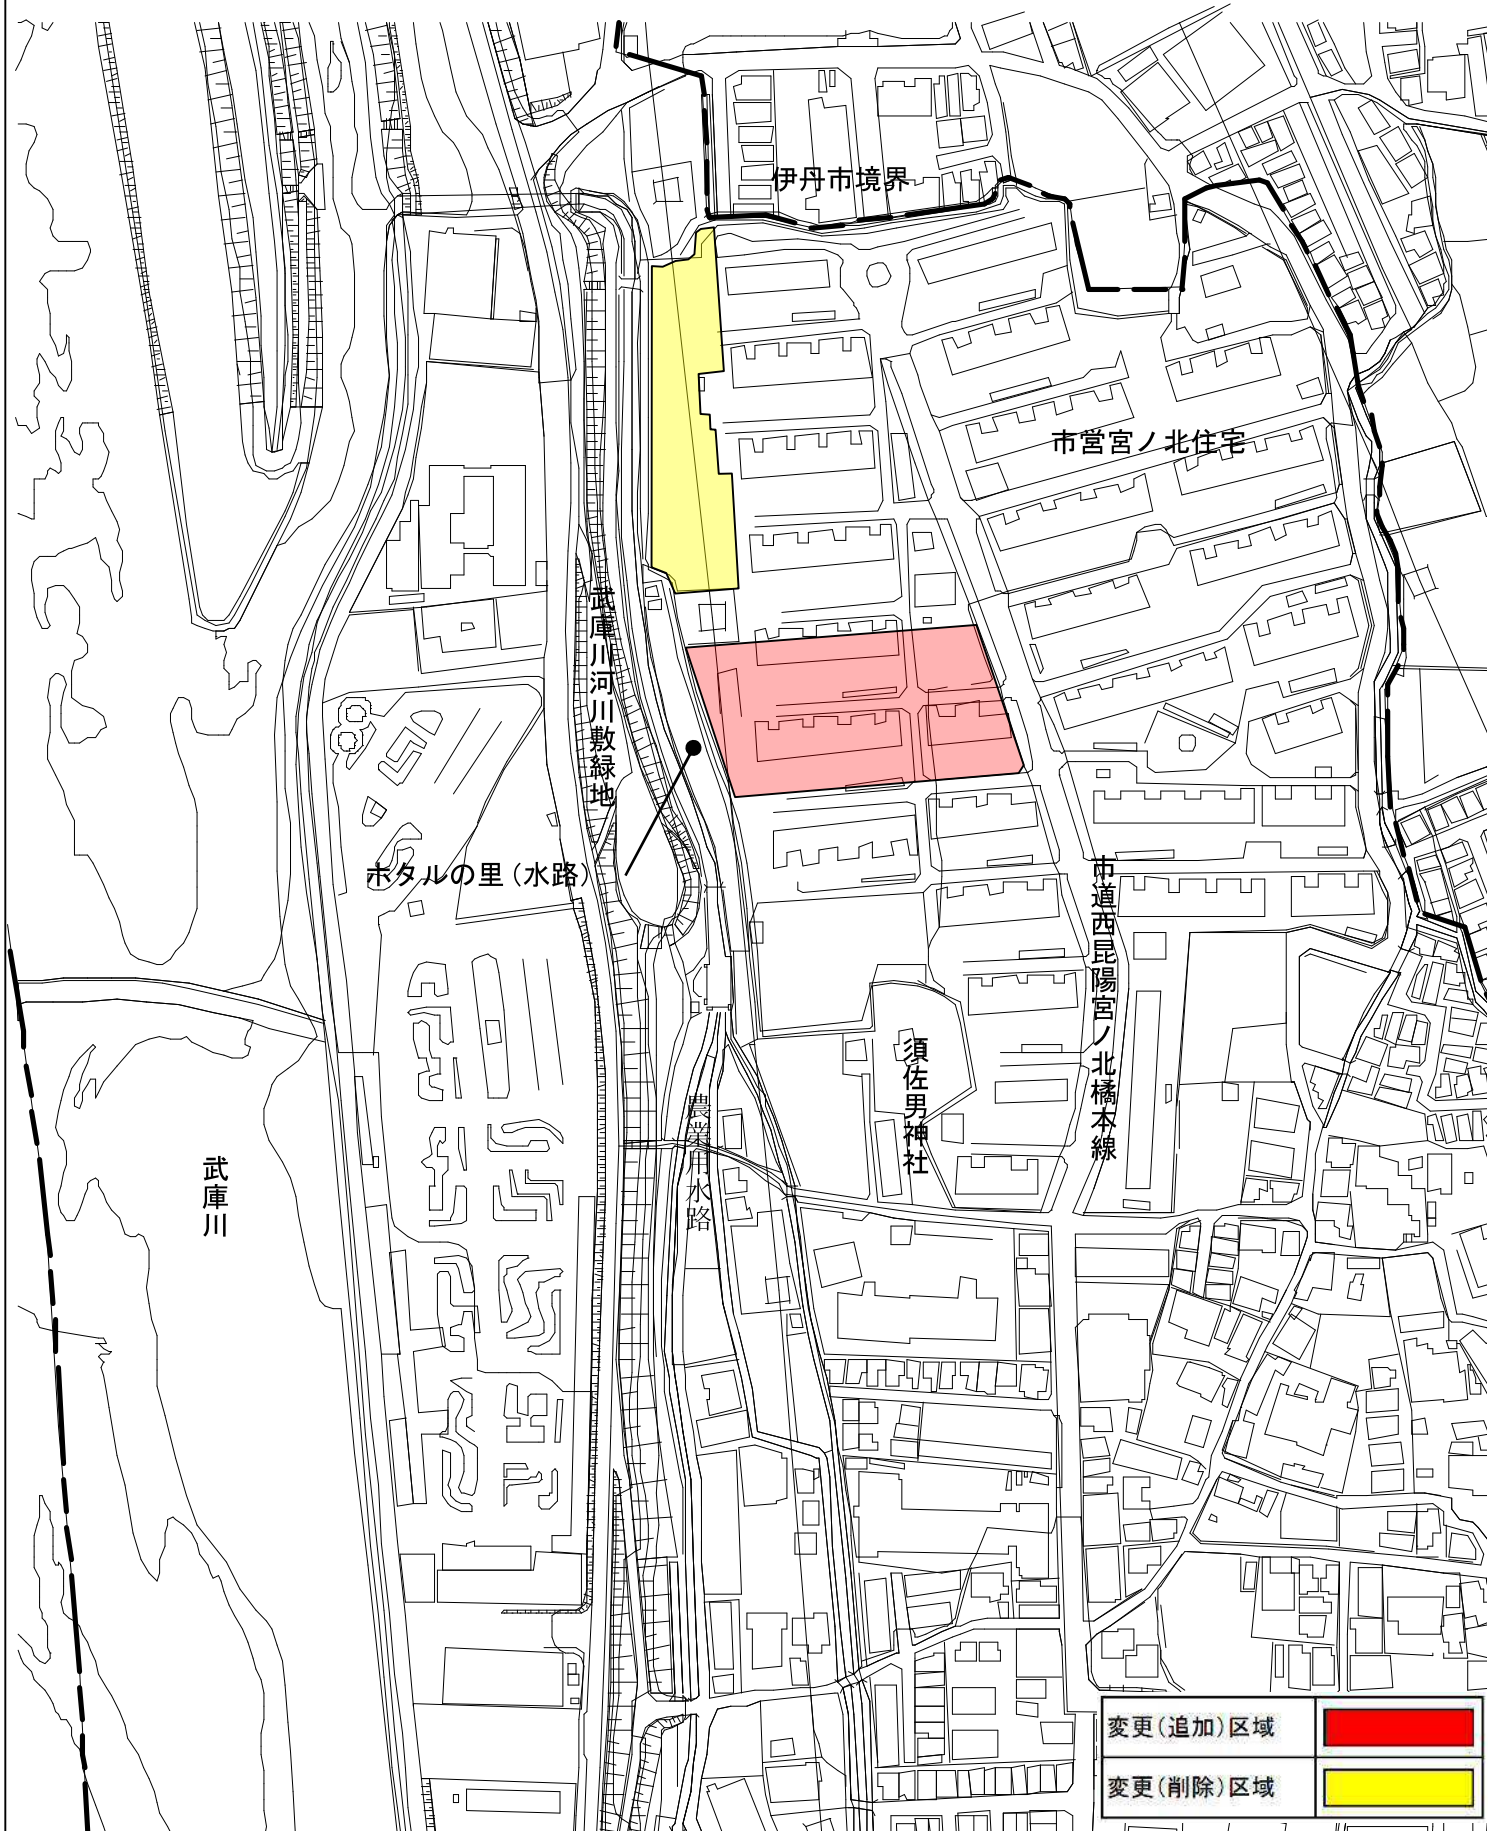 伊丹市境界
市営宮ノ北住宅
武庫川河川敷緑地
ホタルの里(水路)
市道西昆陽宮ノ北橋本線
須佐男神社
農業用水路
武庫川
変更(追加)区域
変更(削除)区域